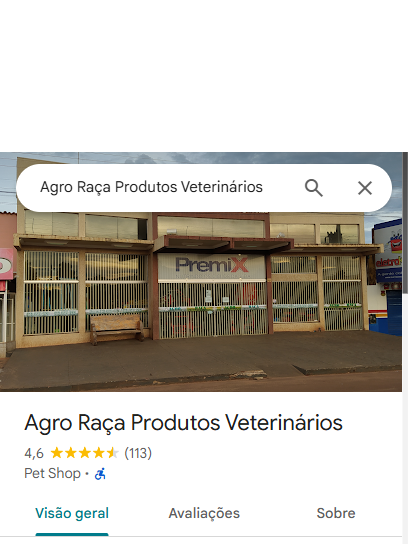 Agro Raça Produtos Veterinários
PremiX
Agro Raça Produtos Veterinários
4,6 (113)
Pet Shop ·
Visão geral Avaliações Sobre